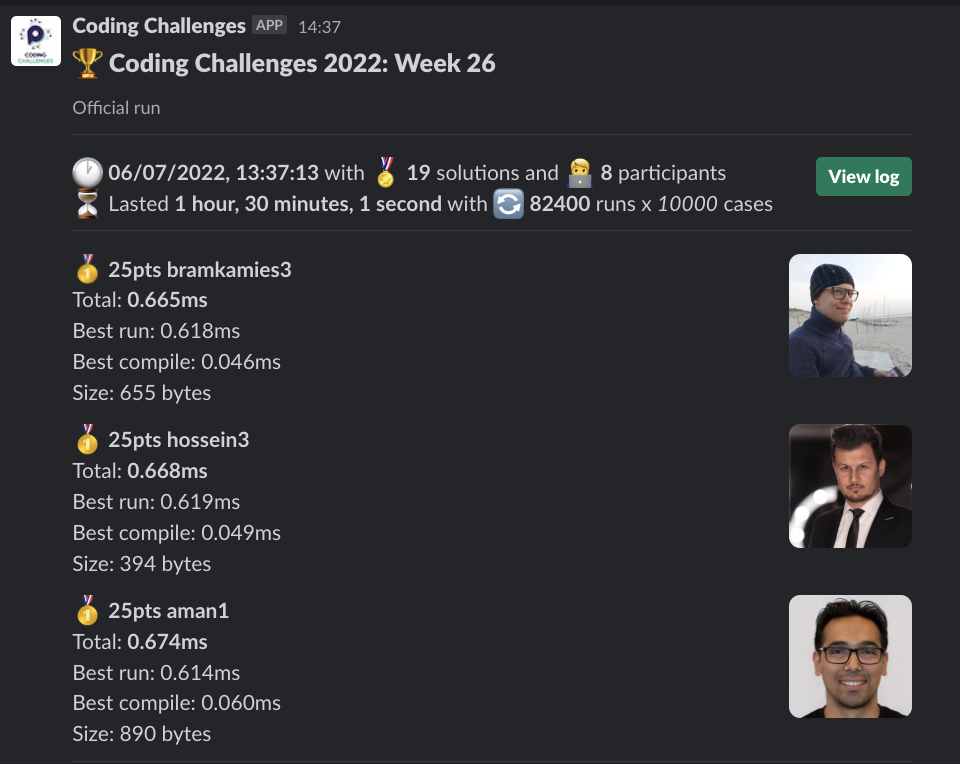 Coding Challenges APP 14:37
Coding Challenges 2022: Week 26
Official run
06/07/2022, 13:37:13 with 19 solutions and 8 participants
View log
Lasted 1 hour, 30 minutes, 1 second with 82400 runs x 10000 cases
25pts bramkamies3
Total: 0.665ms
Best run: 0.618ms
Best compile: 0.046ms
Size: 655 bytes
25pts hossein3
Total: 0.668ms
Best run: 0.619ms
Best compile: 0.049ms
Size: 394 bytes
25pts aman1
Total: 0.674ms
Best run: 0.614ms
Best compile: 0.060ms
Size: 890 bytes